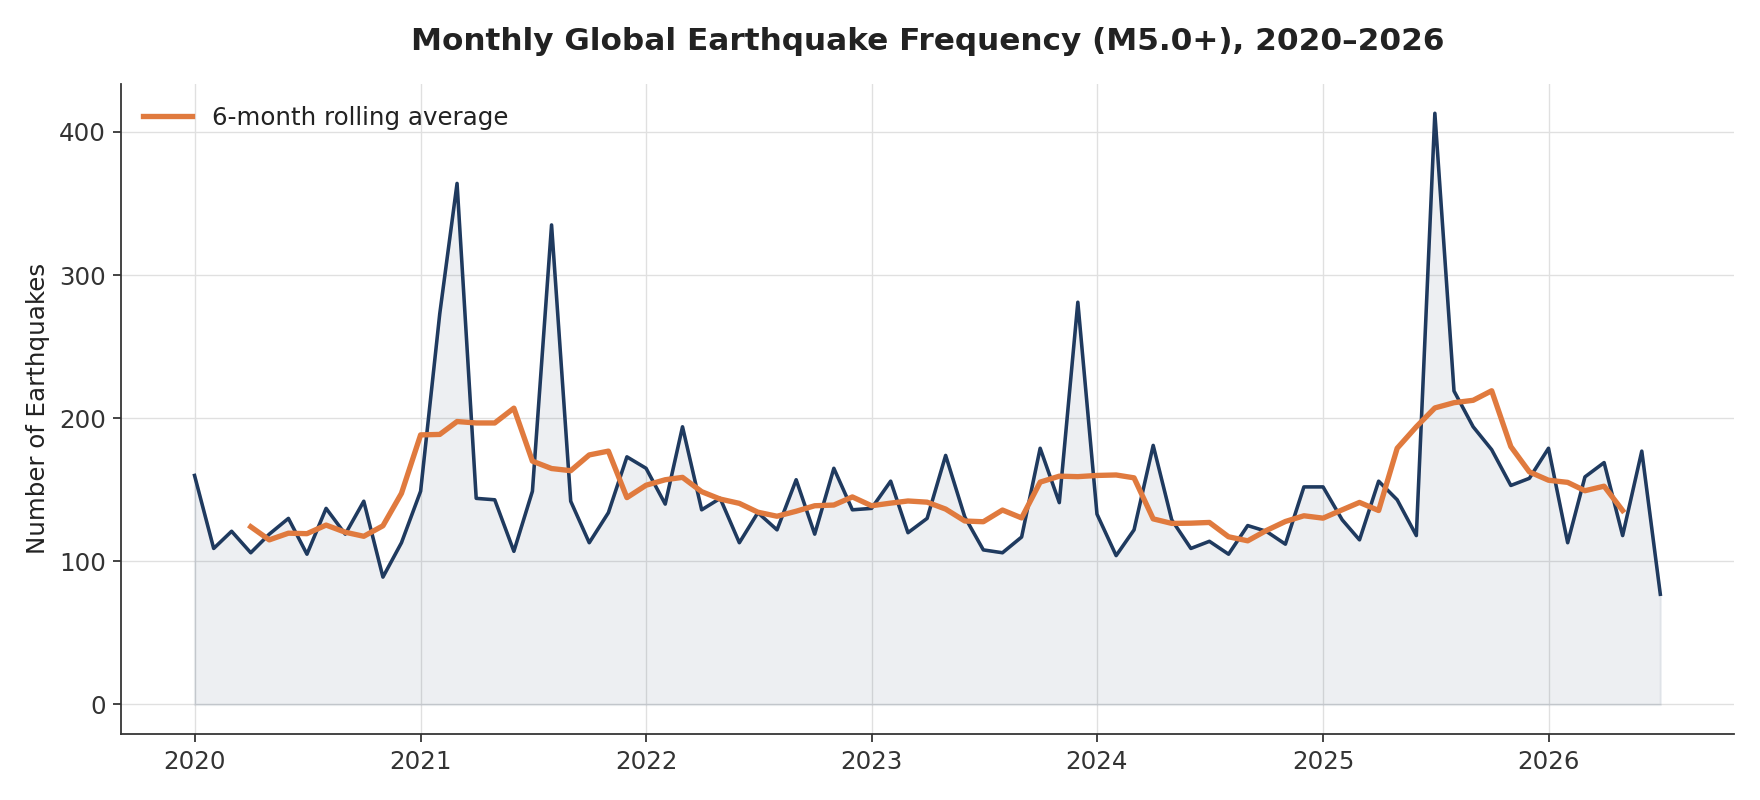 Monthly Global Earthquake Frequency (M5.0+), 2020–2026
6-month rolling average
Number of Earthquakes
400
300
200
100
0
2020 2021 2022 2023 2024 2025 2026